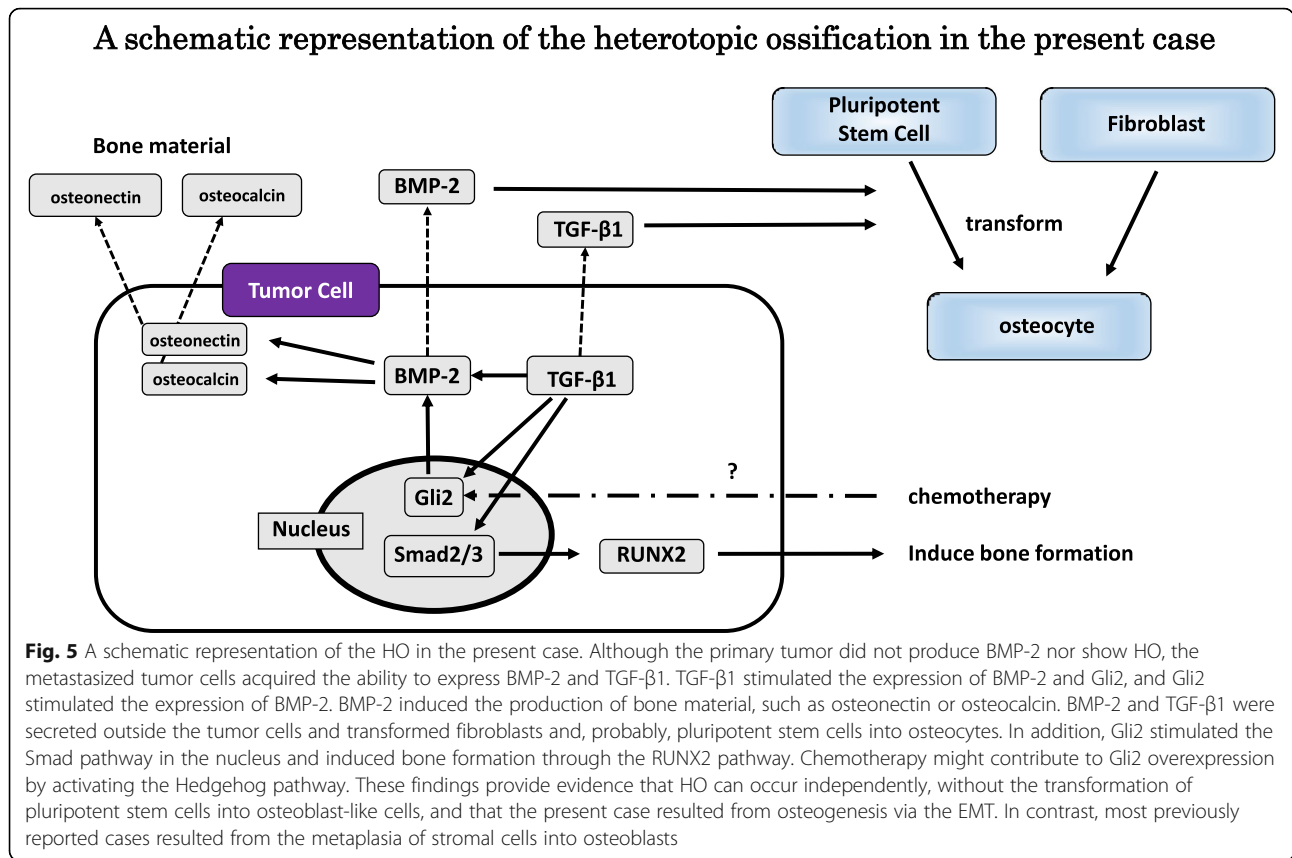 A schematic representation of the heterotopic ossification in the present case
Pluripotent
Stem Cell
Fibroblast
Bone material
osteonectin
osteocalcin
BMP-2
TGF-β1
transform
Tumor Cell
osteocyte
osteonectin
osteocalcin
BMP-2
TGF-β1
?
Gli2
chemotherapy
Nucleus
Smad2/3
RUNX2
Induce bone formation
Fig. 5 A schematic representation of the HO in the present case. Although the primary tumor did not produce BMP-2 nor show HO, the
metastasized tumor cells acquired the ability to express BMP-2 and TGF-β1. TGF-β1 stimulated the expression of BMP-2 and Gli2, and Gli2
stimulated the expression of BMP-2. BMP-2 induced the production of bone material, such as osteonectin or osteocalcin. BMP-2 and TGF-β1 were
secreted outside the tumor cells and transformed fibroblasts and, probably, pluripotent stem cells into osteocytes. In addition, Gli2 stimulated the
Smad pathway in the nucleus and induced bone formation through the RUNX2 pathway. Chemotherapy might contribute to Gli2 overexpression
by activating the Hedgehog pathway. These findings provide evidence that HO can occur independently, without the transformation of
pluripotent stem cells into osteoblast-like cells, and that the present case resulted from osteogenesis via the EMT. In contrast, most previously
reported cases resulted from the metaplasia of stromal cells into osteoblasts